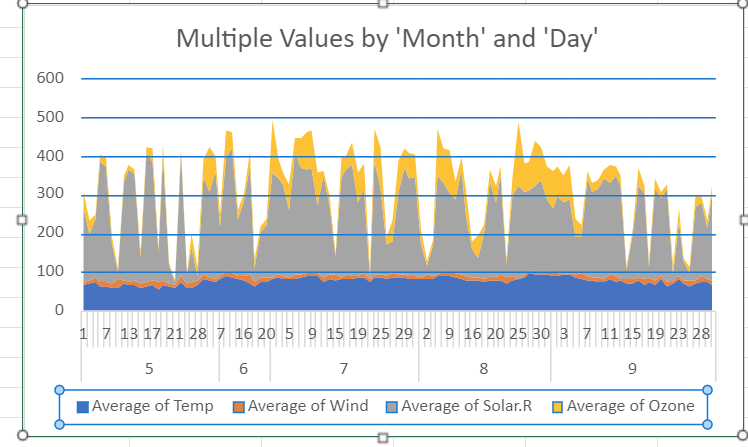 Multiple Values by 'Month' and 'Day'
600
500
400
300
200
100
0
1 7 13 17 21 28 7 16 20 5 9 15 19 25 29 2 9 16 20 25 30 3 7 11 15 19 23 28
5 6 7 8 9
Average of Temp Average of Wind Average of Solar.R Average of Ozone